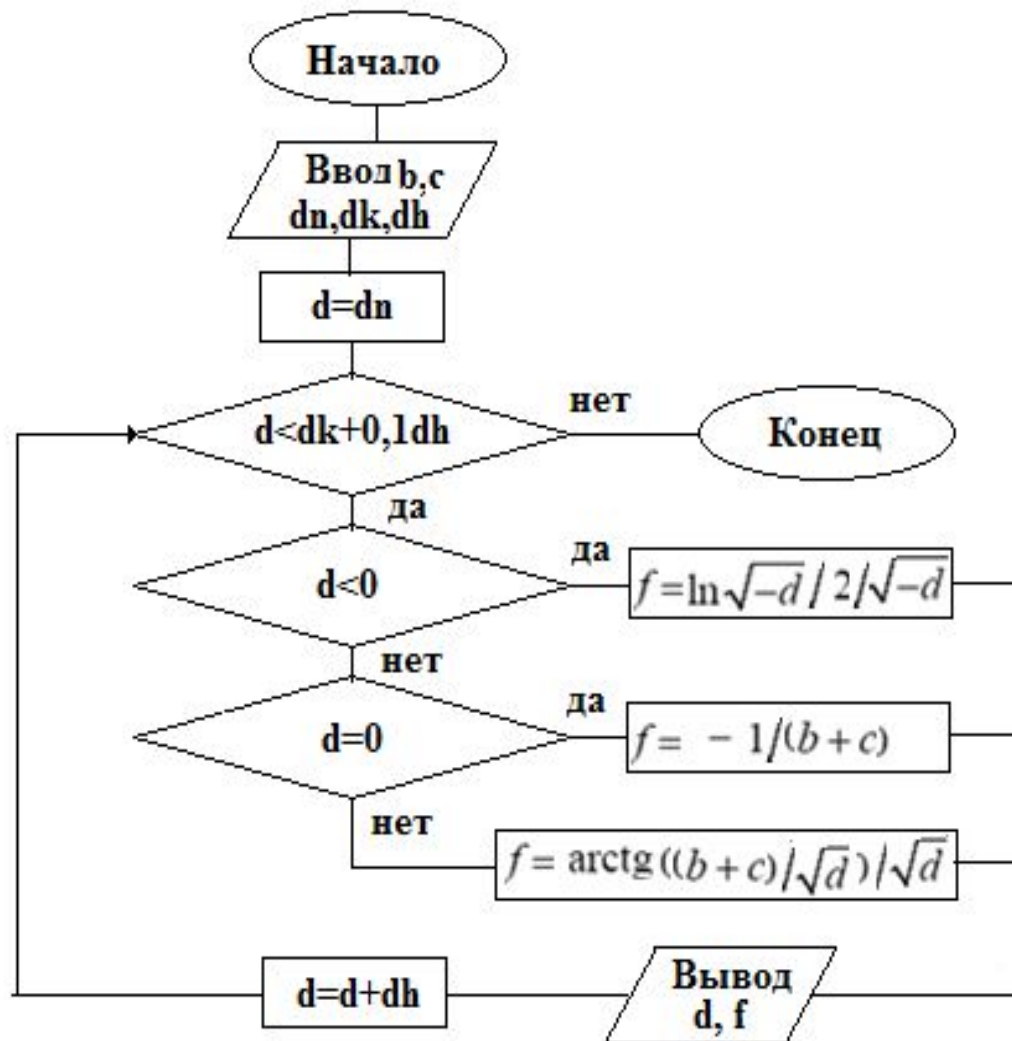 Начало
Ввод b,c
dn,dk,dh
d=dn
d<dk+0,1dh
нет
Конец
да
d<0
да
f=ln√-d / 2/√-d
нет
d=0
да
f= - 1/(b+c)
нет
f= arctg((b+c)/√d)/√d
d=d+dh
Вывод
d, f